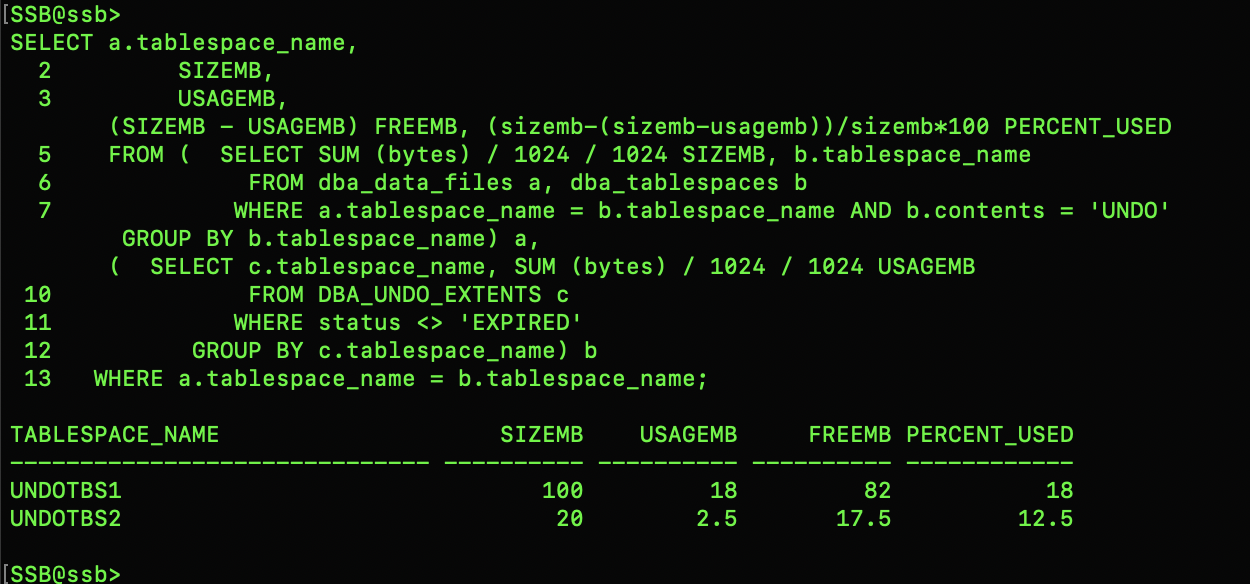 [SSB@ssb>
SELECT a.tablespace_name,
  2         SIZEMB,
  3         USAGEMB,
       (SIZEMB - USAGEMB) FREEMB, (sizemb-(sizemb-usagemb))/sizemb*100 PERCENT_USED
  5    FROM (  SELECT SUM (bytes) / 1024 / 1024 SIZEMB, b.tablespace_name
  6              FROM dba_data_files a, dba_tablespaces b
  7             WHERE a.tablespace_name = b.tablespace_name AND b.contents = 'UNDO'
        GROUP BY b.tablespace_name) a,
       (  SELECT c.tablespace_name, SUM (bytes) / 1024 / 1024 USAGEMB
 10              FROM DBA_UNDO_EXTENTS c
 11             WHERE status <> 'EXPIRED'
 12          GROUP BY c.tablespace_name) b
 13   WHERE a.tablespace_name = b.tablespace_name;
TABLESPACE_NAME                    SIZEMB    USAGEMB     FREEMB PERCENT_USED
------------------------------ ---------- ---------- ---------- ------------
UNDOTBS1                              100         18         82           18
UNDOTBS2                               20        2.5       17.5         12.5
[SSB@ssb>